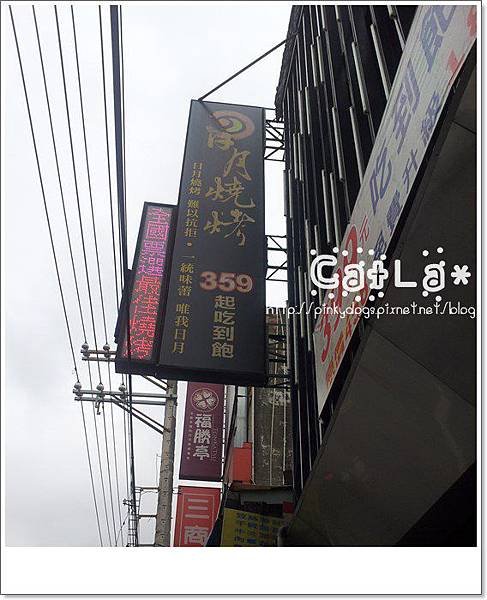 日月燒烤
日月燒烤 難以抗拒・一統味蕾 唯我日月
359
起吃到飽
全國票選最佳燒烤
福勝亭
三商
吃到飽
CatLa*
http://pinkydogs.pixnet.net/blog